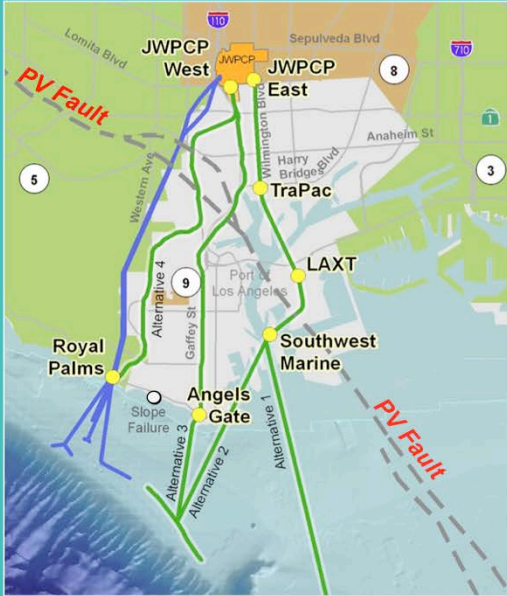 110
Lomita Blvd
Sepulveda Blvd
710
JWPCP
West
JWPCP
JWPCP
East
8
PV Fault
1
Wilmington Blvd
Anaheim St
Harry
Bridges Blvd
3
5
Western Ave
TraPac
9
Port of
Los Angeles
LAXT
Alternative 4
Gaffey St
Royal
Palms
Southwest
Marine
Slope
Failure
Angels
Gate
PV Fault
Alternative 3
Alternative 2
Alternative 1